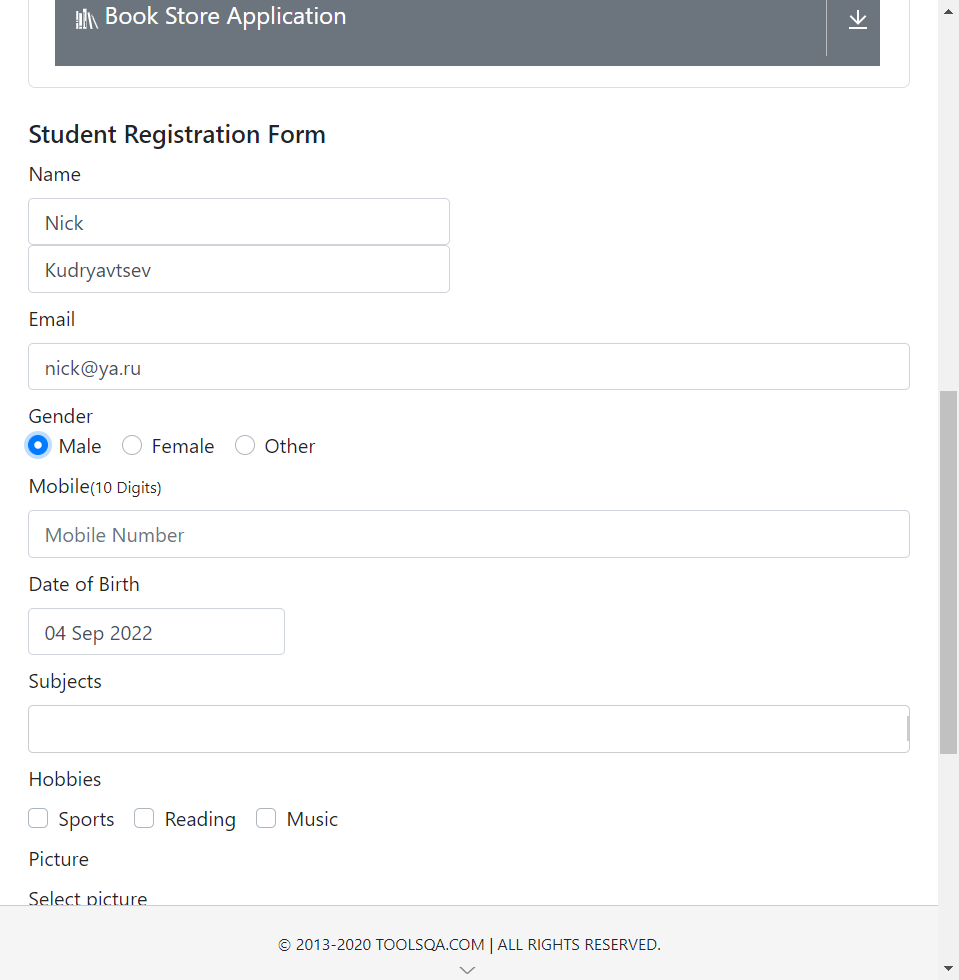 Book Store Application
Student Registration Form
Name
Nick
Kudryavtsev
Email
nick@ya.ru
Gender
Male Female Other
Mobile(10 Digits)
Mobile Number
Date of Birth
04 Sep 2022
Subjects
Hobbies
Sports Reading Music
Picture
Select picture
© 2013-2020 TOOLSQA.COM | ALL RIGHTS RESERVED.